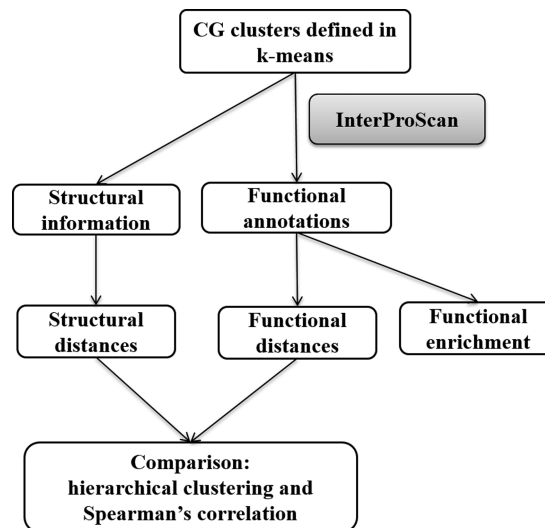 CG clusters defined in
k-means
InterProScan
Structural
information
Functional
annotations
Structural
distances
Functional
distances
Functional
enrichment
Comparison:
hierarchical clustering and
Spearman's correlation